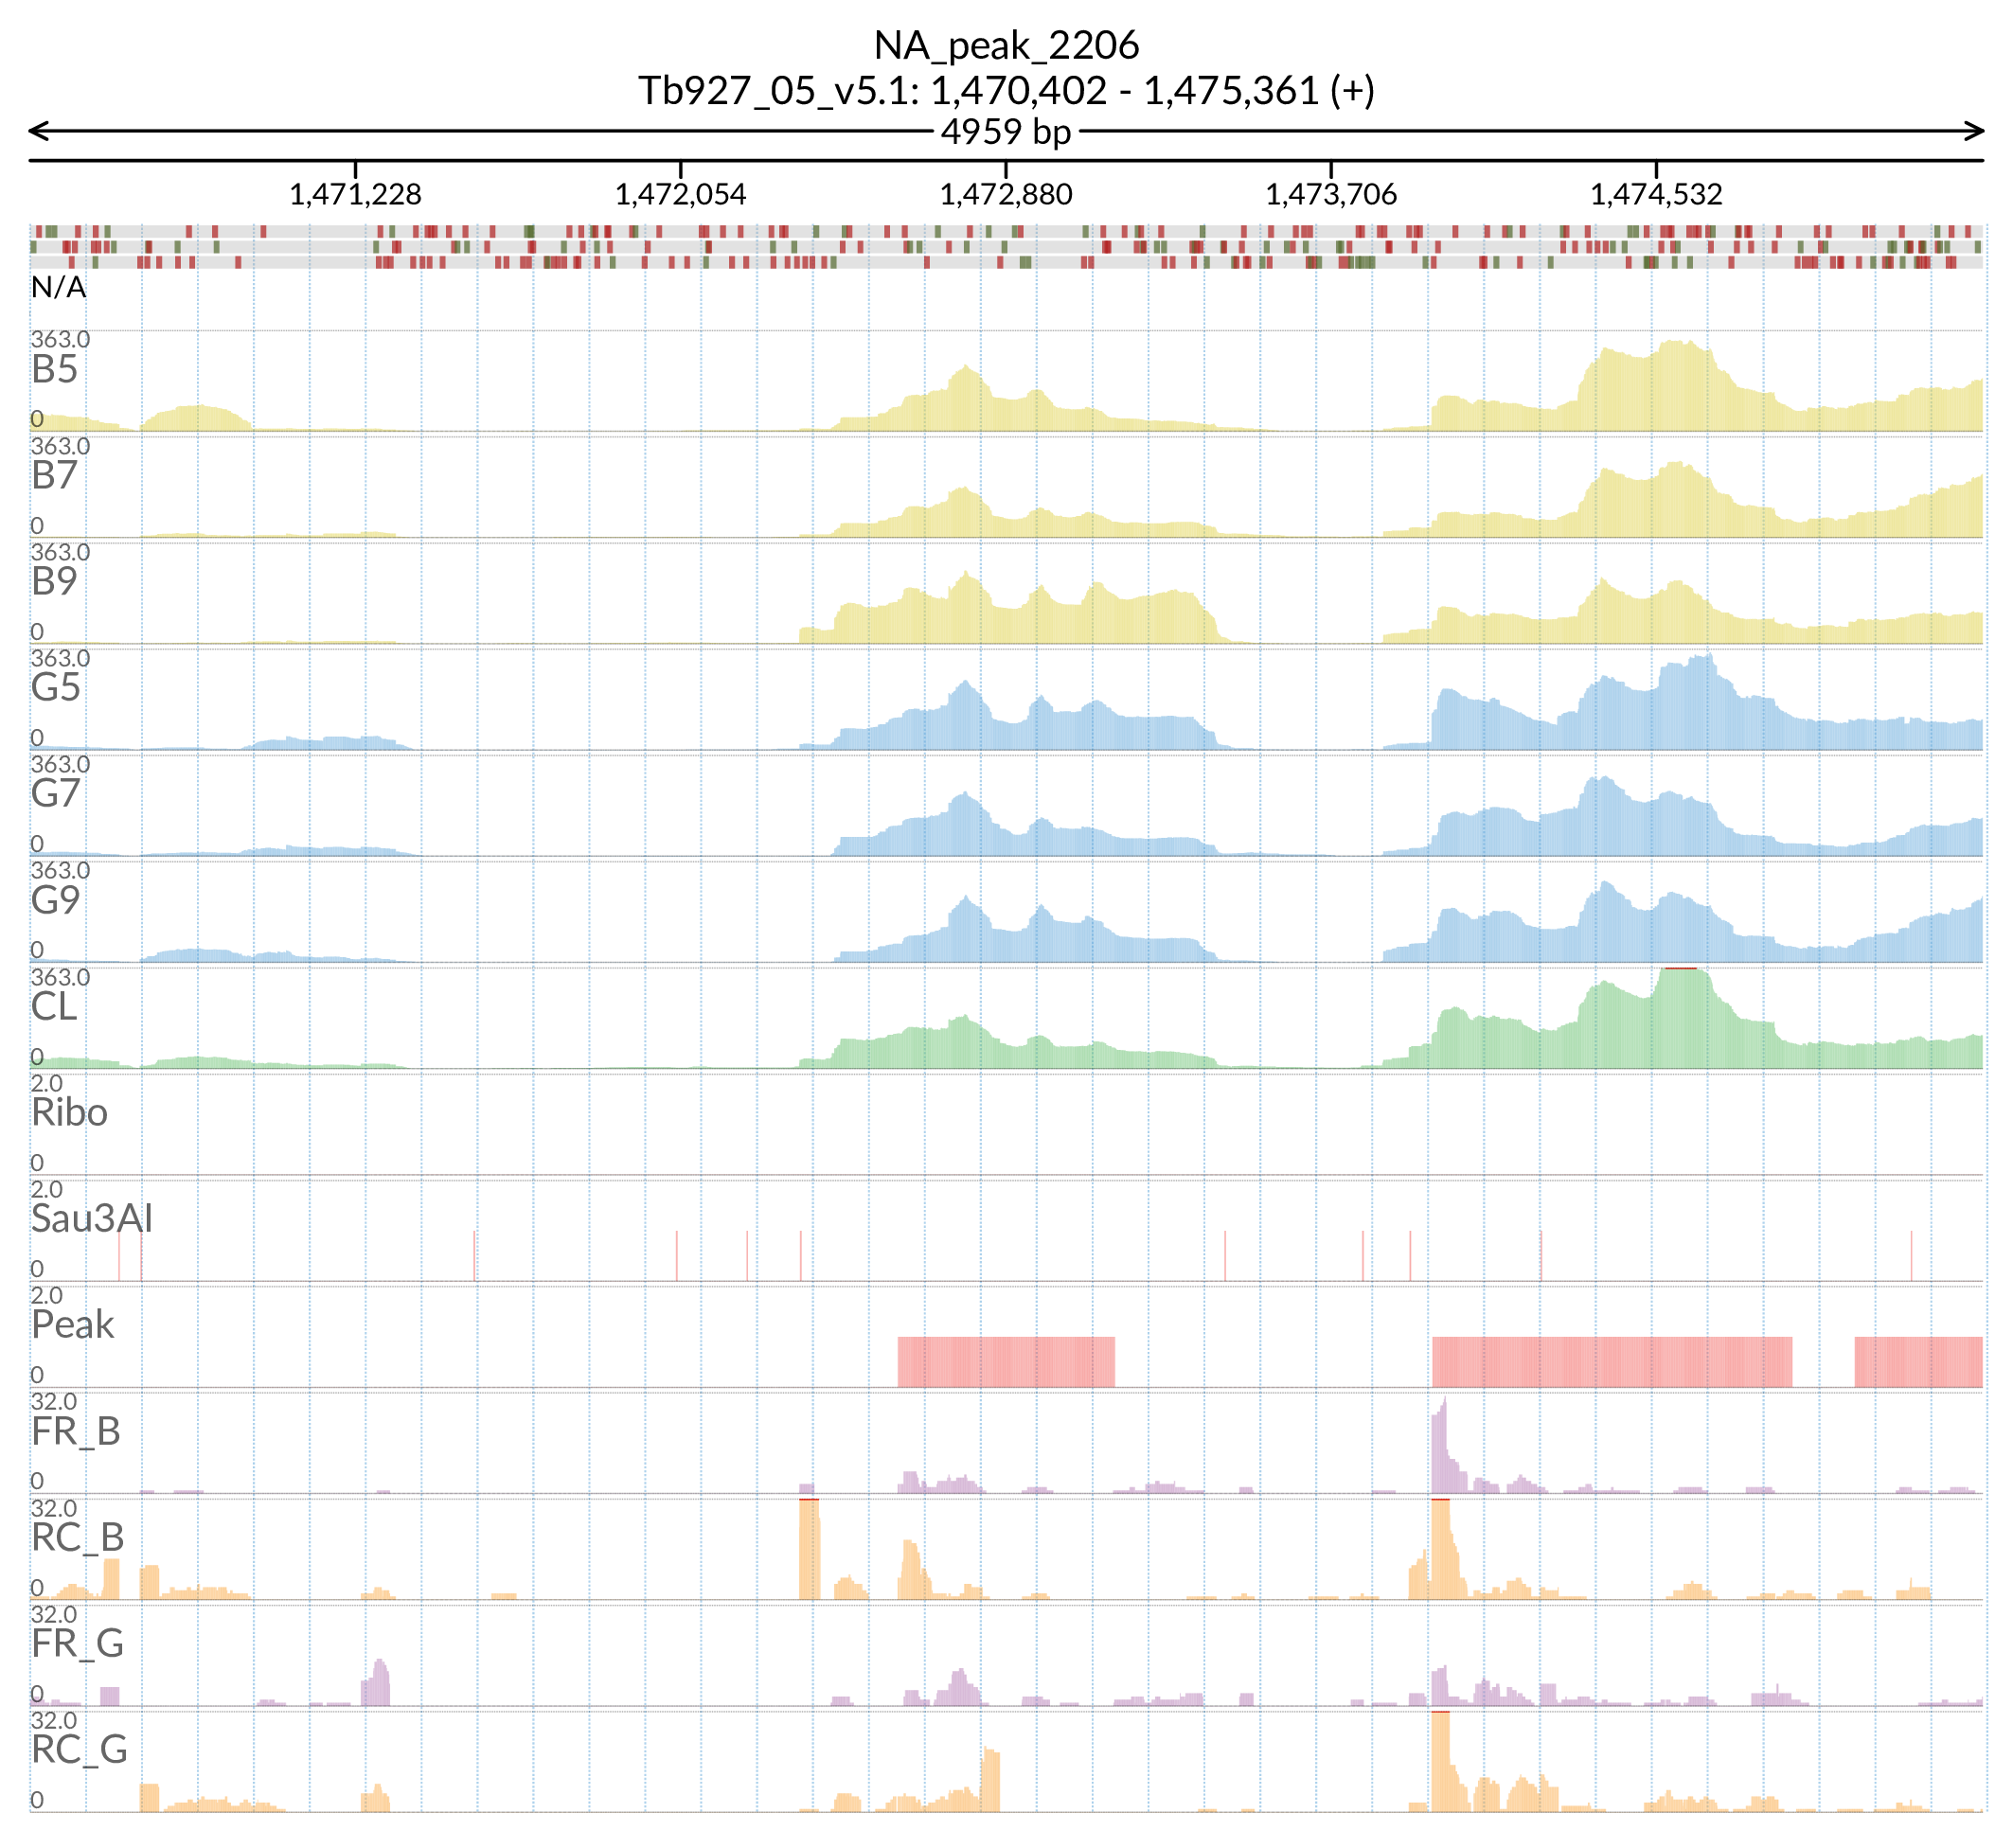 NA_peak_2206
Tb927_05_v5.1: 1,470,402 - 1,475,361 (+)
4959 bp
1,471,228 1,472,054 1,472,880 1,473,706 1,474,532
N/A
363.0
B5
0
363.0
B7
0
363.0
B9
0
363.0
G5
0
363.0
G7
0
363.0
G9
0
363.0
CL
0
2.0
Ribo
0
2.0
Sau3AI
0
2.0
Peak
0
32.0
FR_B
0
32.0
RC_B
0
32.0
FR_G
0
32.0
RC_G
0